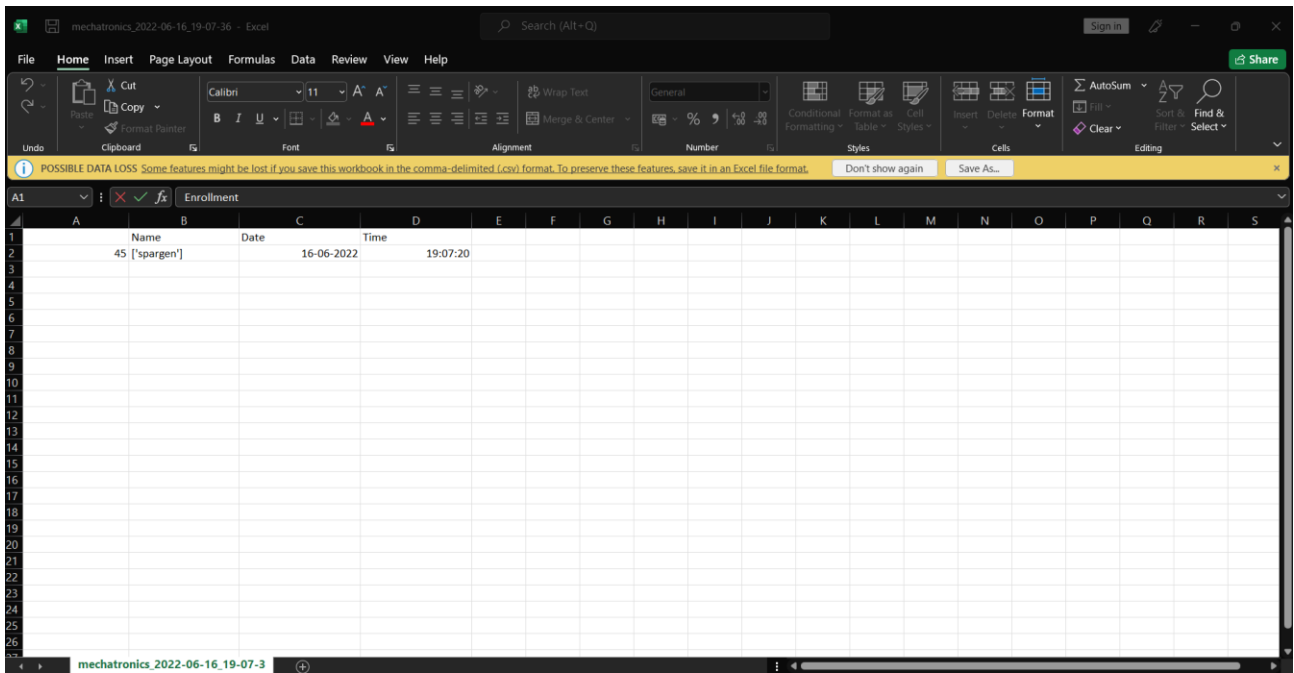 mechatronics_2022-06-16_19-07-36 - Excel
Search (Alt+Q)
Sign in
File Home Insert Page Layout Formulas Data Review View Help
Share
Undo
Paste
Cut
Copy
Format Painter
Clipboard
Calibri 11 A^ A˅
B I U A
Font
Wrap Text
Merge & Center
Alignment
General
% 9
Number
Conditional Formatting
Format as Table
Cell Styles
Styles
Insert Delete Format
Cells
AutoSum
Fill
Clear
Sort & Filter
Find & Select
Editing
POSSIBLE DATA LOSS Some features might be lost if you save this workbook in the comma-delimited (.csv) format. To preserve these features, save it in an Excel file format. Don't show again Save As...
A1 fx Enrollment
A B C D E F G H I J K L M N O P Q R S
1 Name Date Time
2 45 ['spargen'] 16-06-2022 19:07:20
3
4
5
6
7
8
9
10
11
12
13
14
15
16
17
18
19
20
21
22
23
24
25
26
mechatronics_2022-06-16_19-07-3